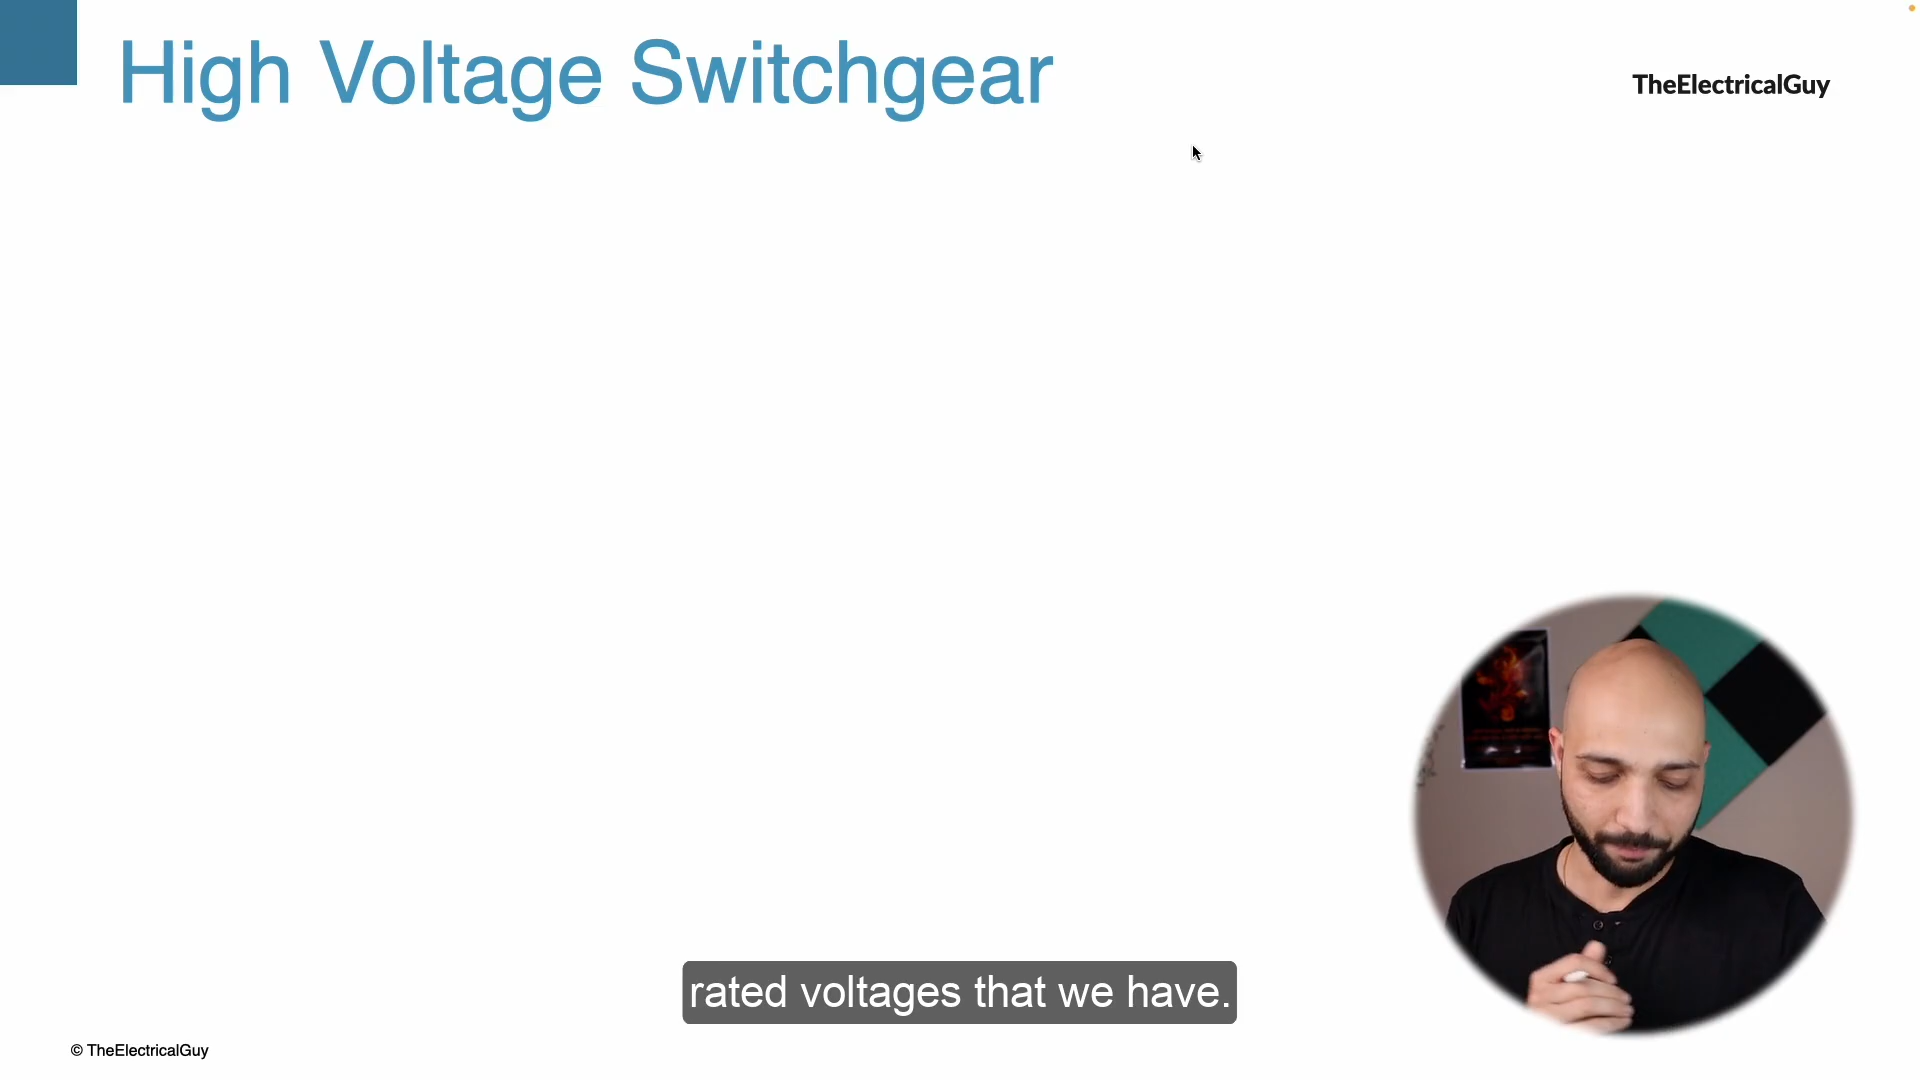 High Voltage Switchgear
TheElectricalGuy
rated voltages that we have.
© TheElectricalGuy